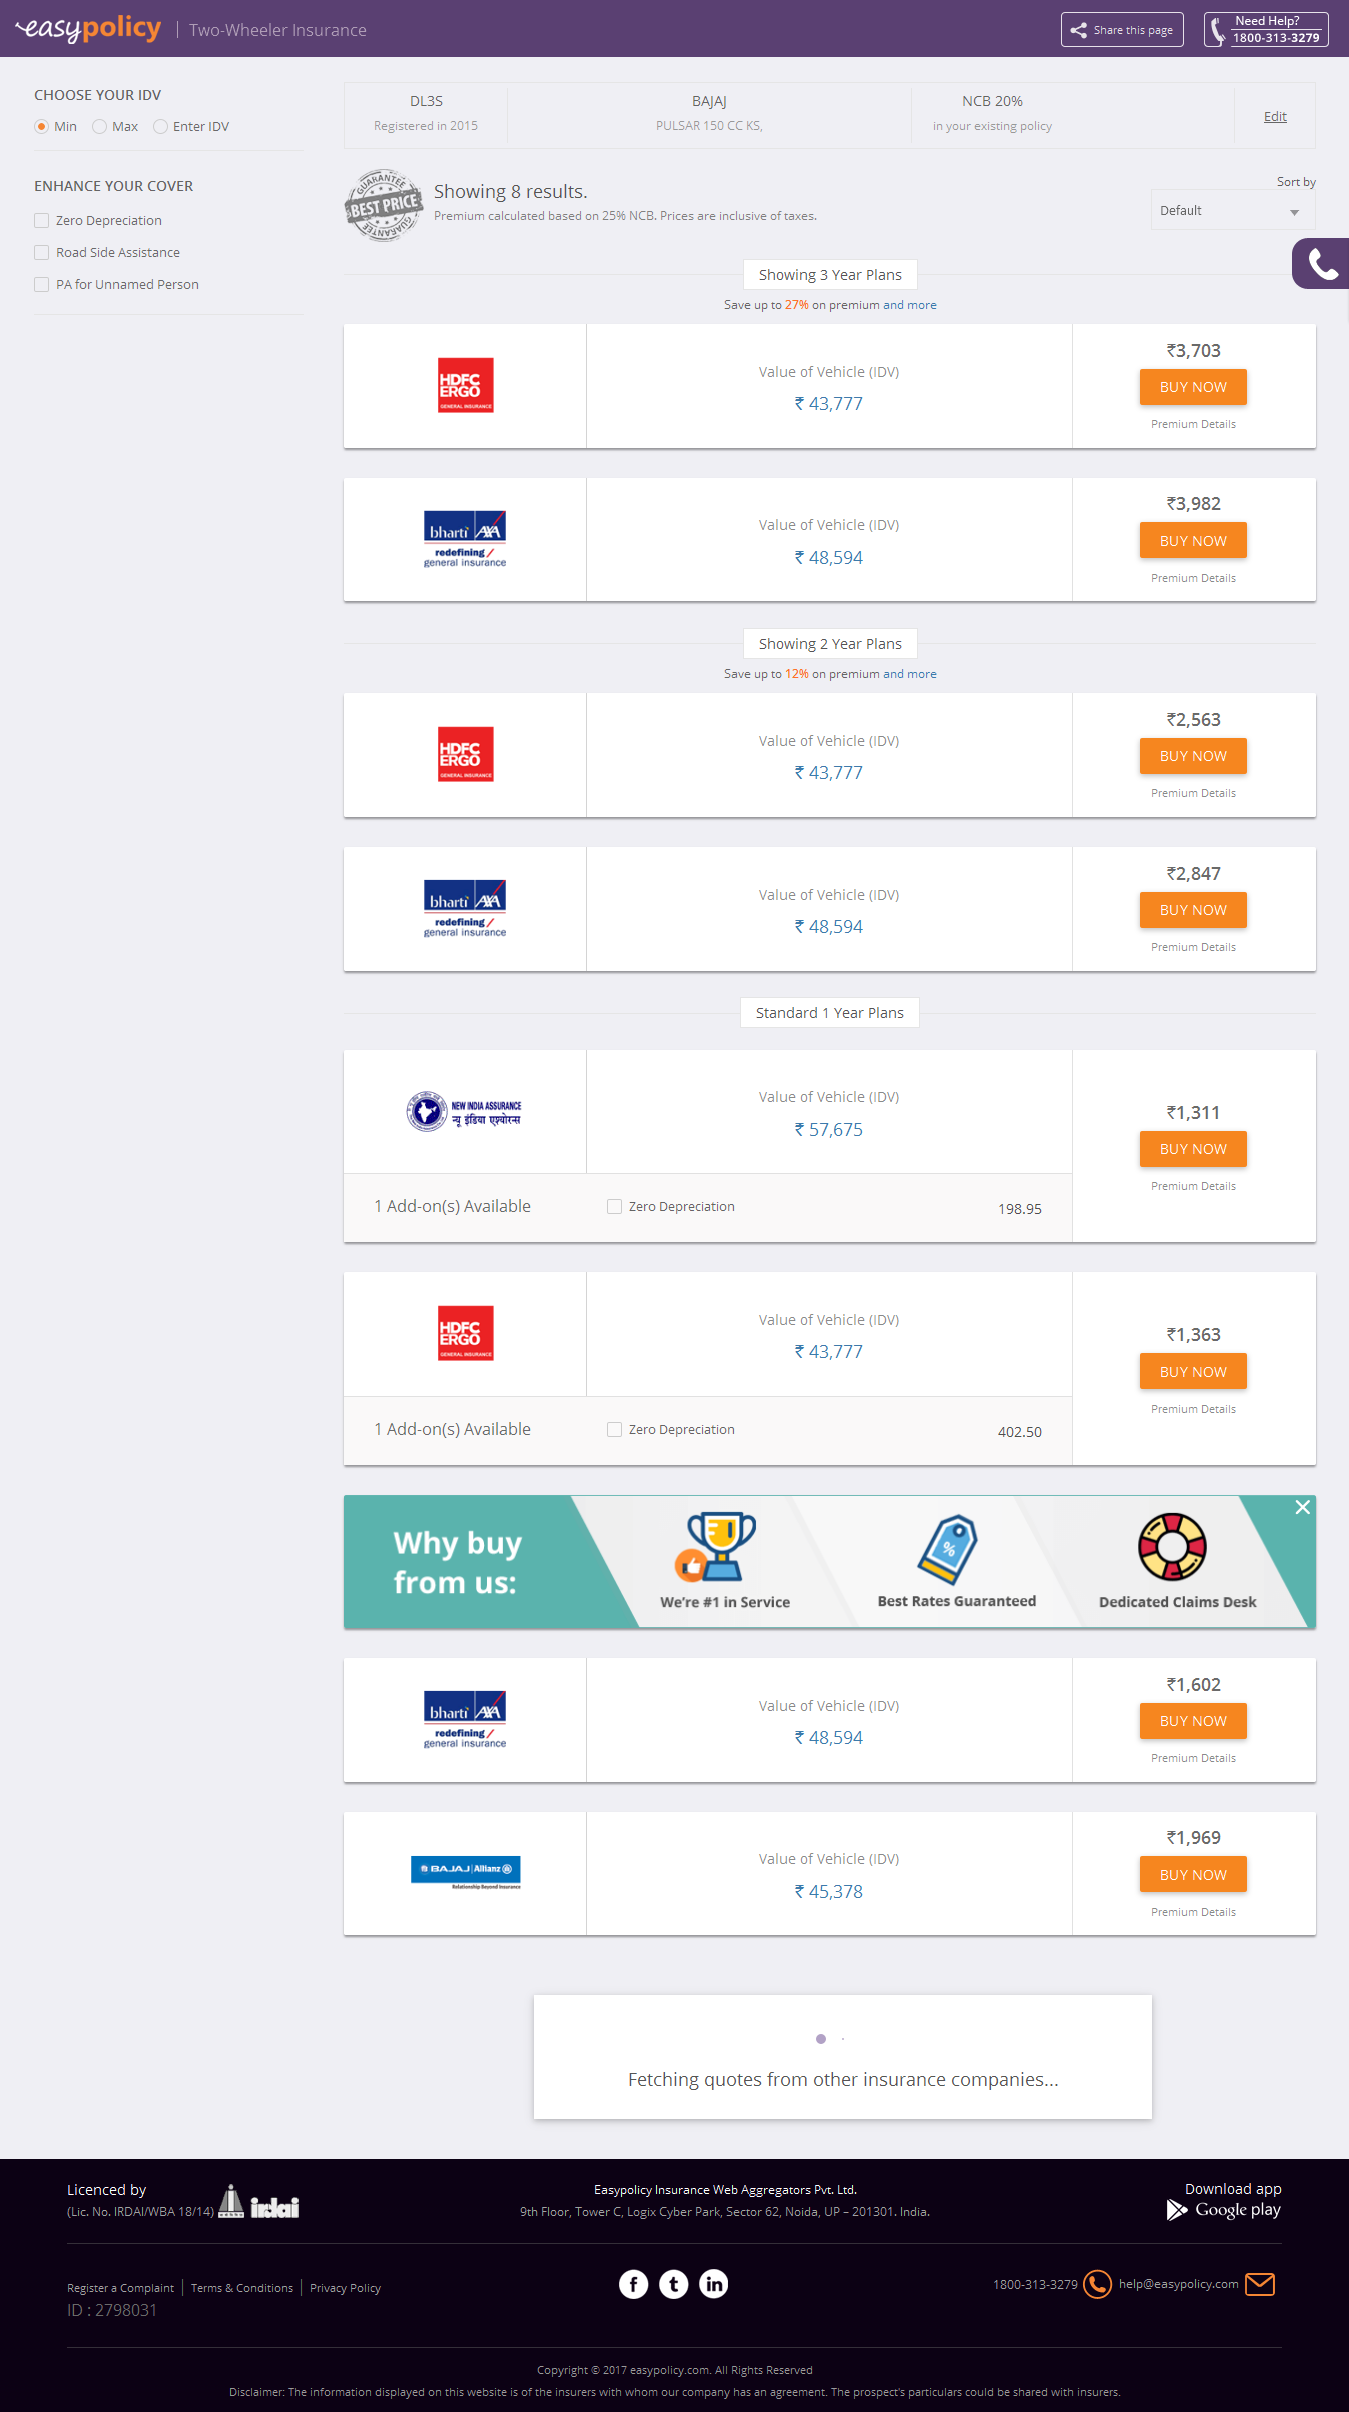 easypolicy
Two-Wheeler Insurance
Share this page
Need Help?
1800-313-3279
CHOOSE YOUR IDV
Min
Max
Enter IDV
ENHANCE YOUR COVER
Zero Depreciation
Road Side Assistance
PA for Unnamed Person
DL3S
Registered in 2015
BAJAJ
PULSAR 150 CC KS,
NCB 20%
in your existing policy
Edit
GUARANTEE
BEST PRICE
GUARANTEE
Showing 8 results.
Premium calculated based on 25% NCB. Prices are inclusive of taxes.
Sort by
Default
Showing 3 Year Plans
Save up to 27% on premium and more
HDFC
ERGO
GENERAL INSURANCE
Value of Vehicle (IDV)
₹ 43,777
₹3,703
BUY NOW
Premium Details
bharti AXA
redefining /
general insurance
Value of Vehicle (IDV)
₹ 48,594
₹3,982
BUY NOW
Premium Details
Showing 2 Year Plans
Save up to 12% on premium and more
HDFC
ERGO
GENERAL INSURANCE
Value of Vehicle (IDV)
₹ 43,777
₹2,563
BUY NOW
Premium Details
bharti AXA
redefining /
general insurance
Value of Vehicle (IDV)
₹ 48,594
₹2,847
BUY NOW
Premium Details
Standard 1 Year Plans
NEW INDIA ASSURANCE
न्यू इंडिया एश्योरन्स
Value of Vehicle (IDV)
₹ 57,675
₹1,311
BUY NOW
Premium Details
1 Add-on(s) Available
Zero Depreciation
198.95
HDFC
ERGO
GENERAL INSURANCE
Value of Vehicle (IDV)
₹ 43,777
₹1,363
BUY NOW
Premium Details
1 Add-on(s) Available
Zero Depreciation
402.50
Why buy
from us:
We're #1 in Service
%
Best Rates Guaranteed
Dedicated Claims Desk
bharti AXA
redefining /
general insurance
Value of Vehicle (IDV)
₹ 48,594
₹1,602
BUY NOW
Premium Details
BAJAJ | Allianz
Relationship Beyond Insurance
Value of Vehicle (IDV)
₹ 45,378
₹1,969
BUY NOW
Premium Details
Fetching quotes from other insurance companies...
Licenced by
(Lic. No. IRDAI/WBA 18/14)
irdai
Easypolicy Insurance Web Aggregators Pvt. Ltd.
9th Floor, Tower C, Logix Cyber Park, Sector 62, Noida, UP – 201301. India.
Download app
Google play
Register a Complaint
Terms & Conditions
Privacy Policy
ID : 2798031
f
t
in
1800-313-3279
help@easypolicy.com
Copyright © 2017 easypolicy.com. All Rights Reserved
Disclaimer: The information displayed on this website is of the insurers with whom our company has an agreement. The prospect's particulars could be shared with insurers.